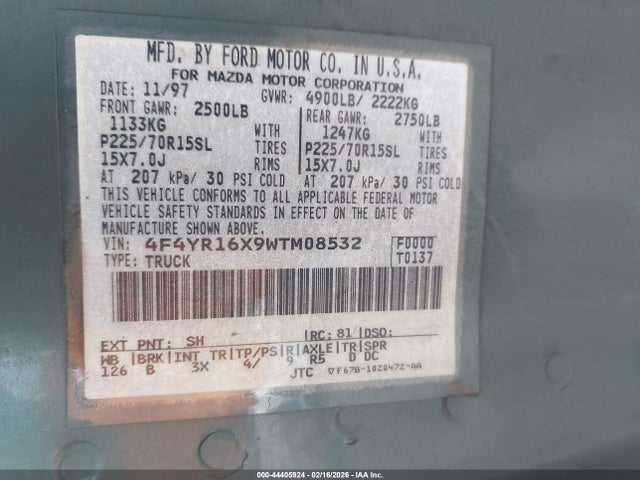 MFD. BY FORD MOTOR CO. IN U.S.A.
FOR MAZDA MOTOR CORPORATION
DATE: 11/97 GVWR: 4900LB/ 2222KG
FRONT GAWR: 2500LB REAR GAWR: 2750LB
1133KG WITH 1247KG WITH
P225/70R15SL TIRES P225/70R15SL TIRES
15X7.0J RIMS 15X7.0J RIMS
AT 207 kPa/ 30 PSI COLD AT 207 kPa/ 30 PSI COLD
THIS VEHICLE CONFORMS TO ALL APPLICABLE FEDERAL MOTOR
VEHICLE SAFETY STANDARDS IN EFFECT ON THE DATE OF
MANUFACTURE SHOWN ABOVE.
VIN: 4F4YR16X9WTM08532 F0000
TYPE: TRUCK T0137
EXT PNT: SH RC: 81 DSO:
WB BRK INT TR TP/PS R AXLE TR SPR
126 B 3X 4/ 9 R5 D DC
JTC ▽F67B-1020472-AA
000-44405924 - 02/16/2026 - IAA Inc.